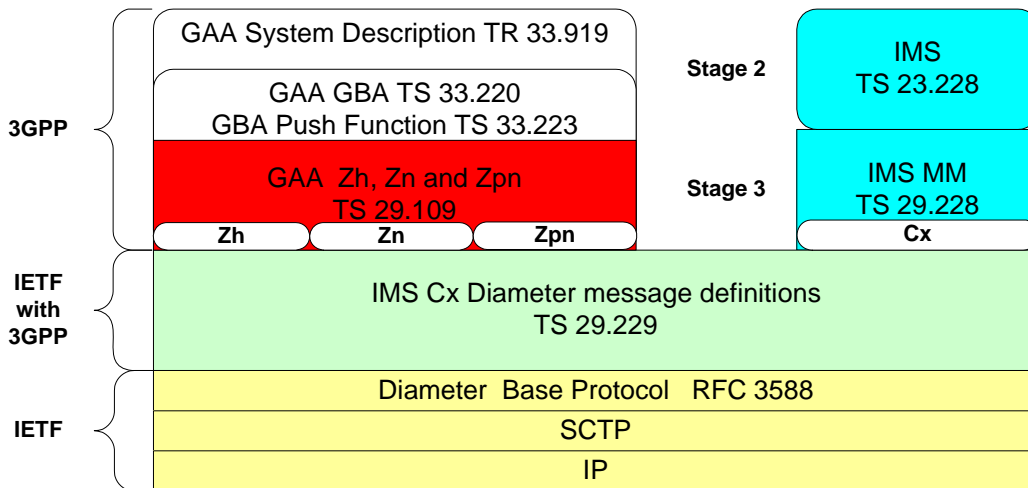 GAA System Description TR 33.919
GAA GBA TS 33.220
GBA Push Function TS 33.223
GAA Zh, Zn and Zpn
TS 29.109
Zh
Zn
Zpn
Stage 2
Stage 3
IMS
TS 23.228
IMS MM
TS 29.228
Cx
3GPP
IETF
with
3GPP
IMS Cx Diameter message definitions
TS 29.229
IETF
Diameter Base Protocol RFC 3588
SCTP
IP